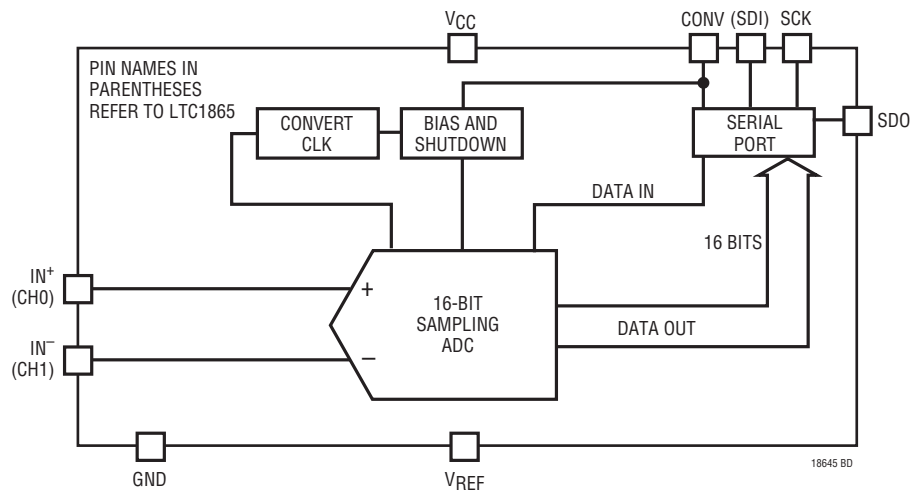 VCC
CONV (SDI) SCK
PIN NAMES IN
PARENTHESES
REFER TO LTC1865
CONVERT
CLK
BIAS AND
SHUTDOWN
SERIAL
PORT
SDO
DATA IN
16 BITS
IN+
(CH0)
+
16-BIT
SAMPLING
ADC
DATA OUT
IN−
(CH1)
−
GND
VREF
18645 BD